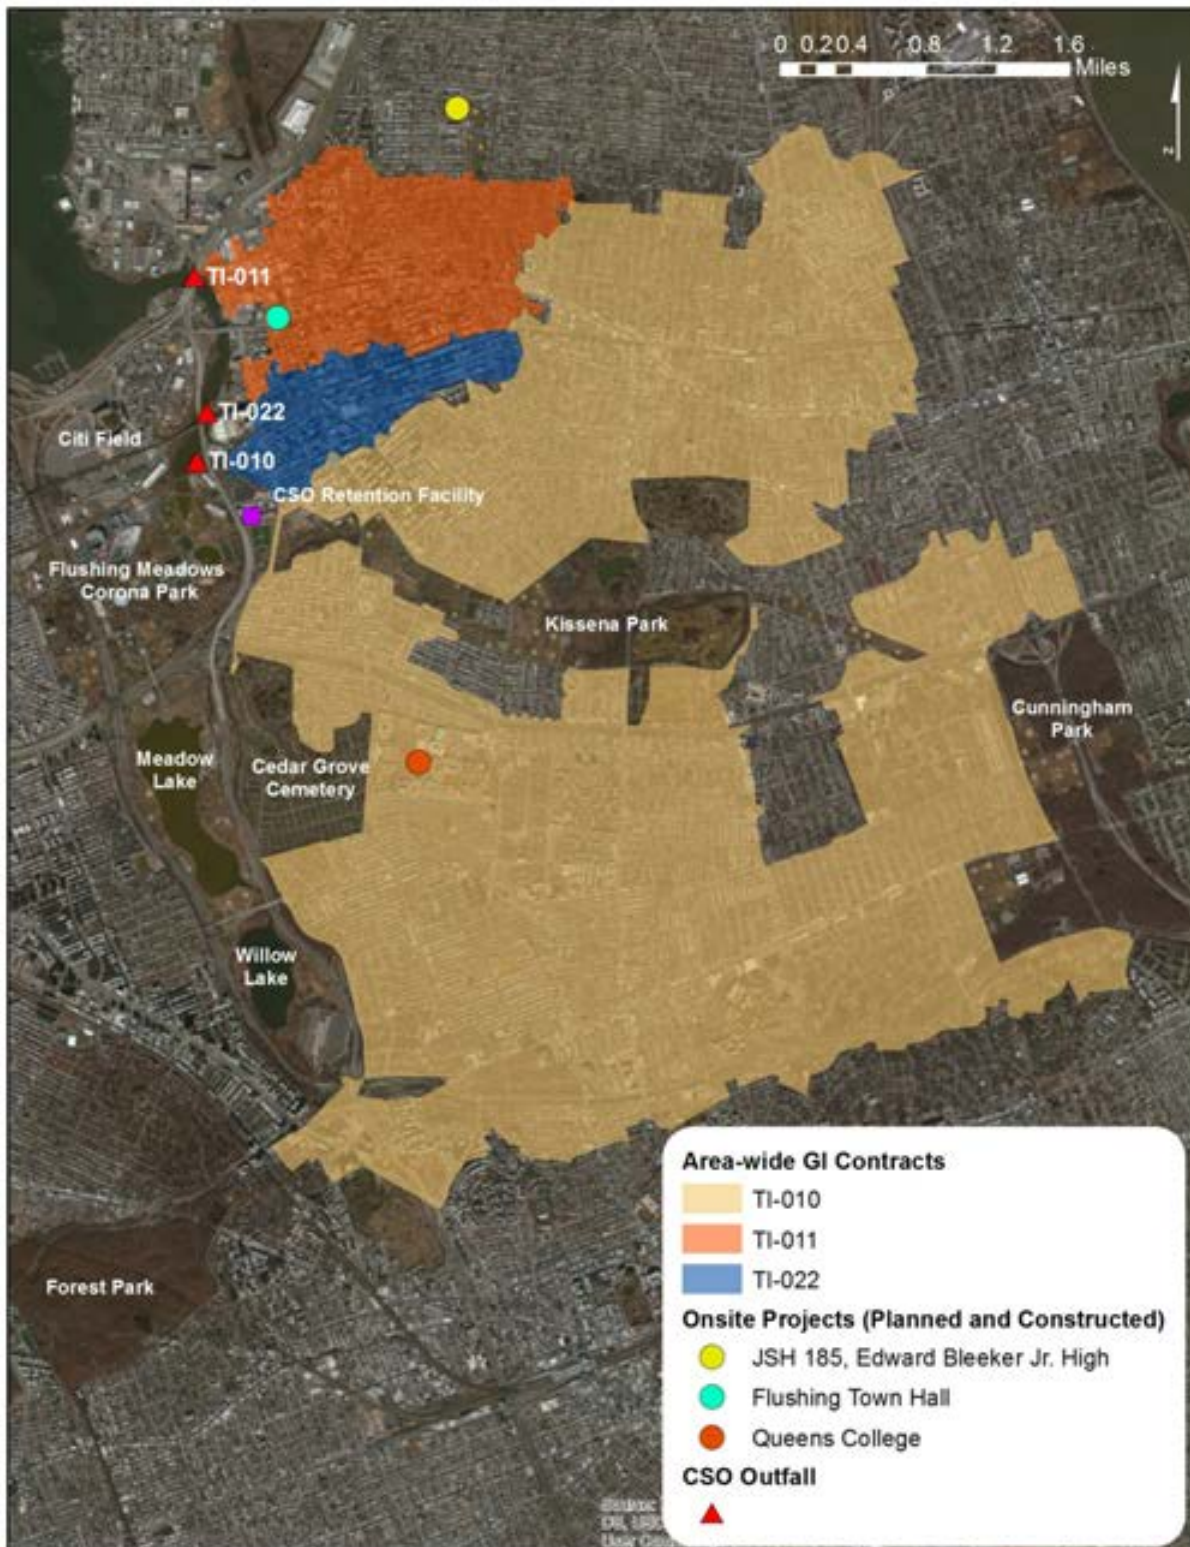 0 0.2 0.4 0.8 1.2 1.6
Miles
N
TI-011
TI-022
Citi Field
TI-010
CSO Retention Facility
Flushing Meadows
Corona Park
Kissena Park
Cunningham
Park
Meadow
Lake
Cedar Grove
Cemetery
Willow
Lake
Forest Park
Area-wide GI Contracts
TI-010
TI-011
TI-022
Onsite Projects (Planned and Constructed)
JSH 185, Edward Bleeker Jr. High
Flushing Town Hall
Queens College
CSO Outfall